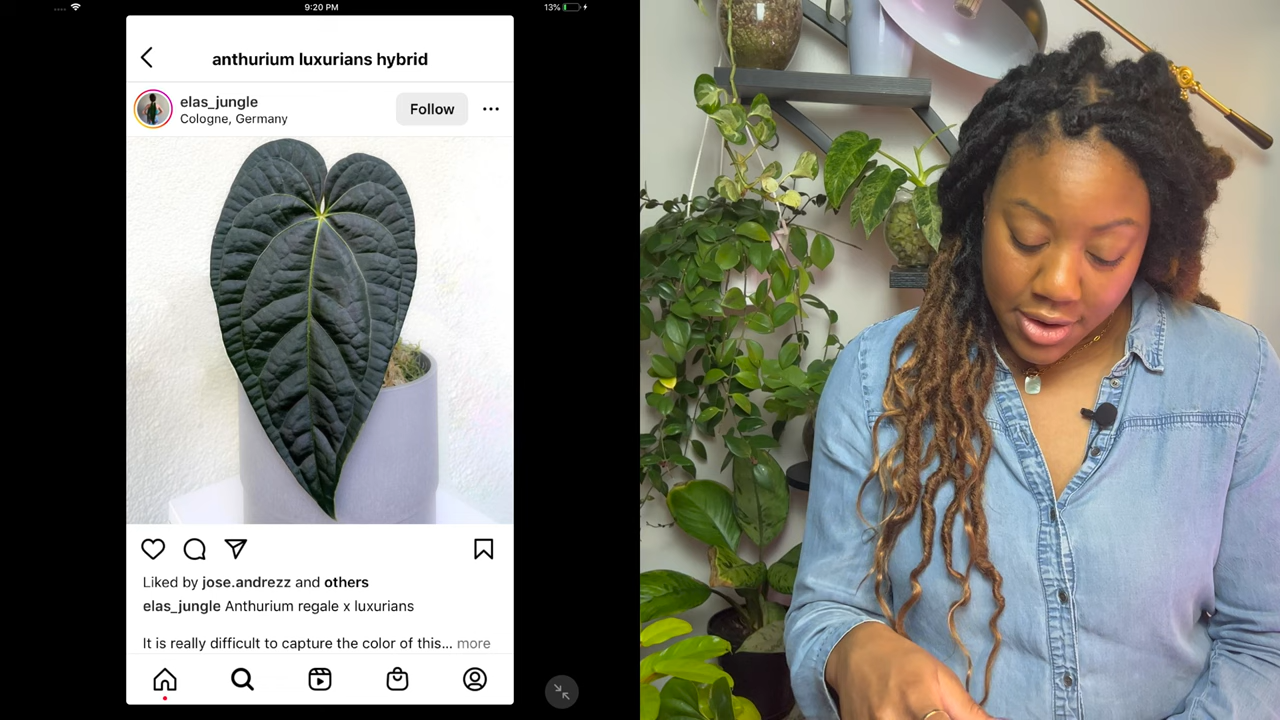 9:20 PM
13%
anthurium luxurians hybrid
elas_jungle
Cologne, Germany
Follow
Liked by jose.andrezz and others
elas_jungle Anthurium regale x luxurians
It is really difficult to capture the color of this... more